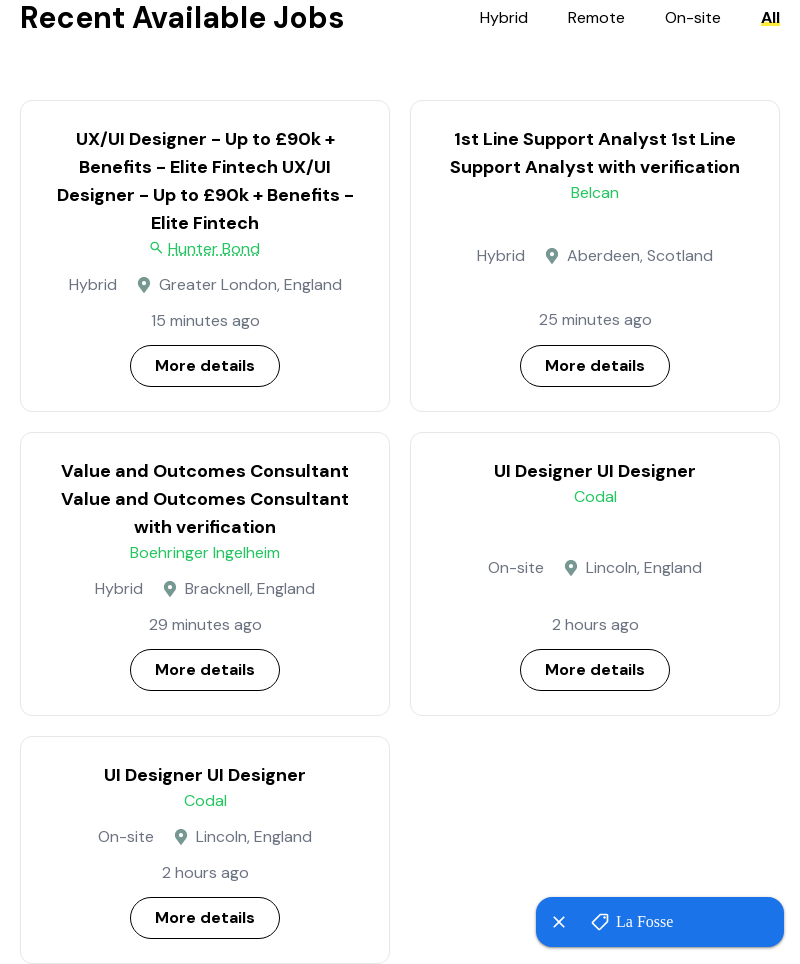 Recent Available Jobs
Hybrid Remote On-site All
UX/UI Designer - Up to £90k +
Benefits - Elite Fintech UX/UI
Designer - Up to £90k + Benefits -
Elite Fintech
Hunter Bond
Hybrid Greater London, England
15 minutes ago
More details
1st Line Support Analyst 1st Line
Support Analyst with verification
Belcan
Hybrid Aberdeen, Scotland
25 minutes ago
More details
Value and Outcomes Consultant
Value and Outcomes Consultant
with verification
Boehringer Ingelheim
Hybrid Bracknell, England
29 minutes ago
More details
UI Designer UI Designer
Codal
On-site Lincoln, England
2 hours ago
More details
UI Designer UI Designer
Codal
On-site Lincoln, England
2 hours ago
More details
La Fosse